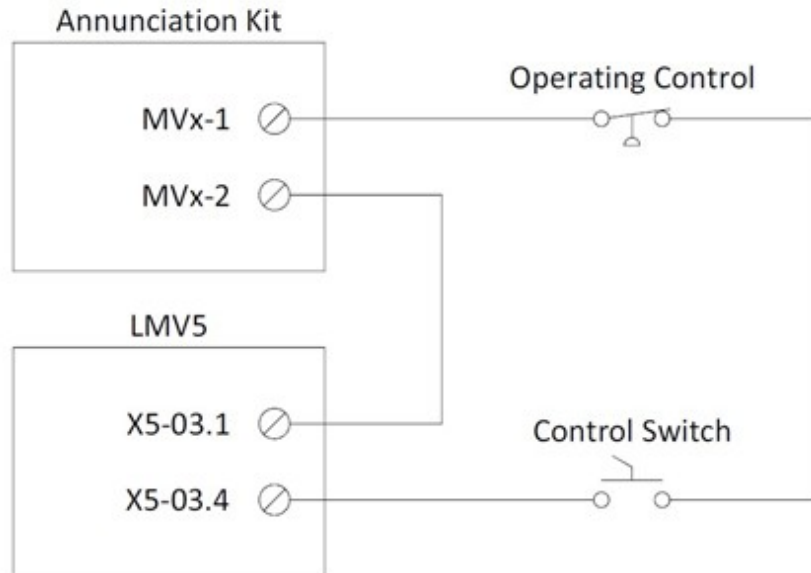 Annunciation Kit
MVx-1
Operating Control
MVx-2
LMV5
X5-03.1
Control Switch
X5-03.4